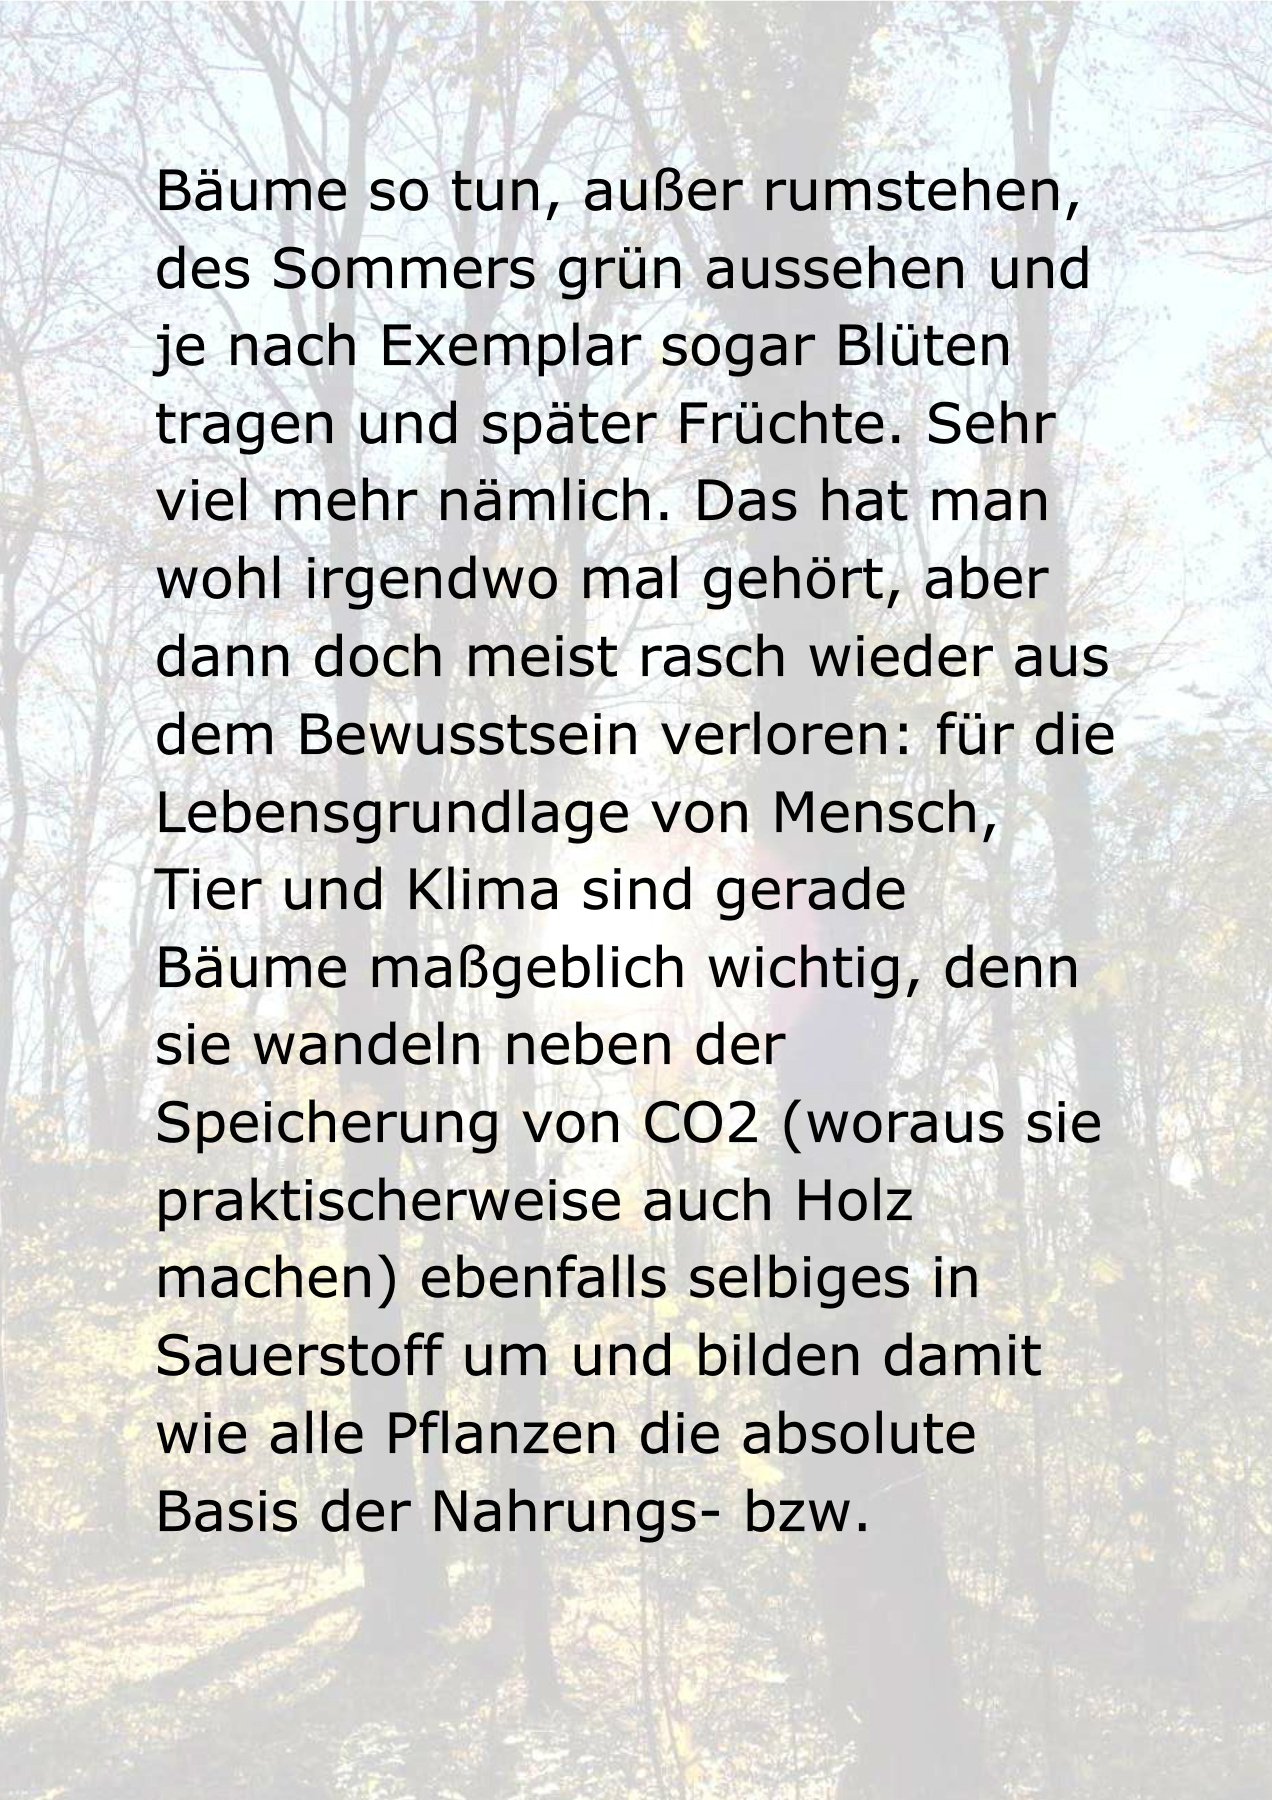 Bäume so tun, außer rumstehen,
des Sommers grün aussehen und
je nach Exemplar sogar Blüten
tragen und später Früchte. Sehr
viel mehr nämlich. Das hat man
wohl irgendwo mal gehört, aber
dann doch meist rasch wieder aus
dem Bewusstsein verloren: für die
Lebensgrundlage von Mensch,
Tier und Klima sind gerade
Bäume maßgeblich wichtig, denn
sie wandeln neben der
Speicherung von CO2 (woraus sie
praktischerweise auch Holz
machen) ebenfalls selbiges in
Sauerstoff um und bilden damit
wie alle Pflanzen die absolute
Basis der Nahrungs- bzw.